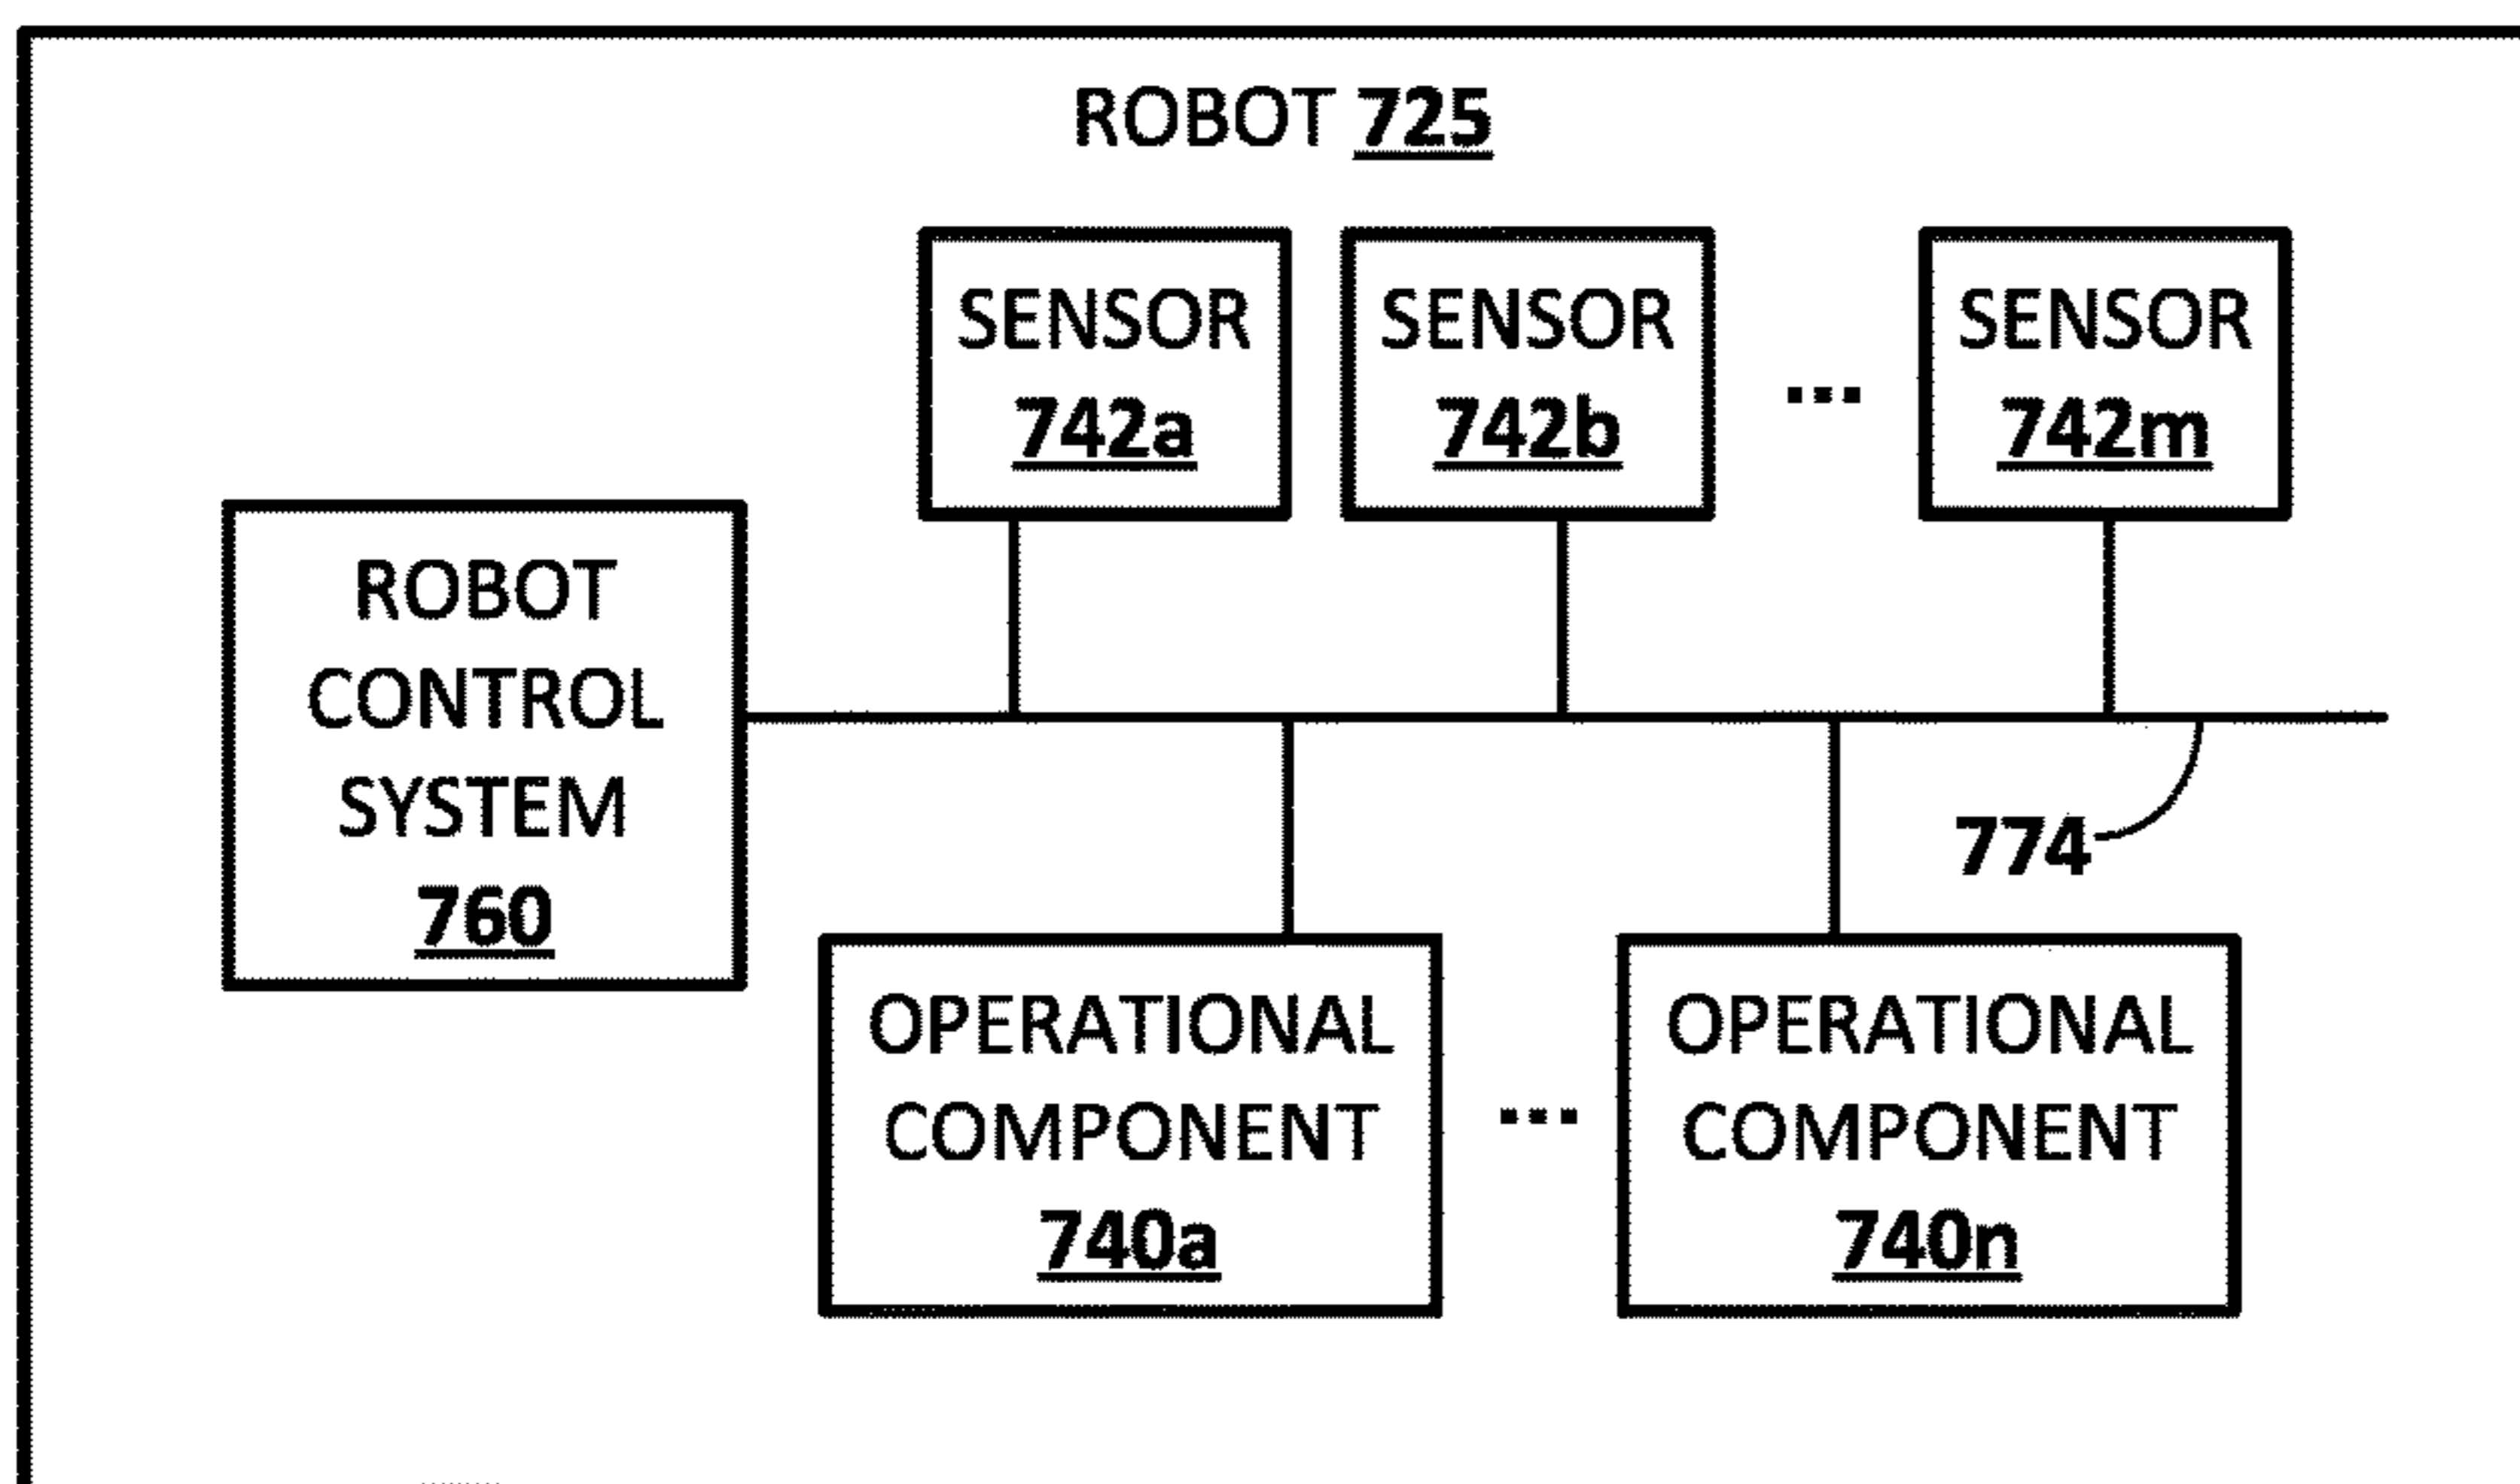 ROBOT 725
SENSOR
742a
SENSOR
742b
...
SENSOR
742m
ROBOT
CONTROL
SYSTEM
760
774
OPERATIONAL
COMPONENT
740a
...
OPERATIONAL
COMPONENT
740n